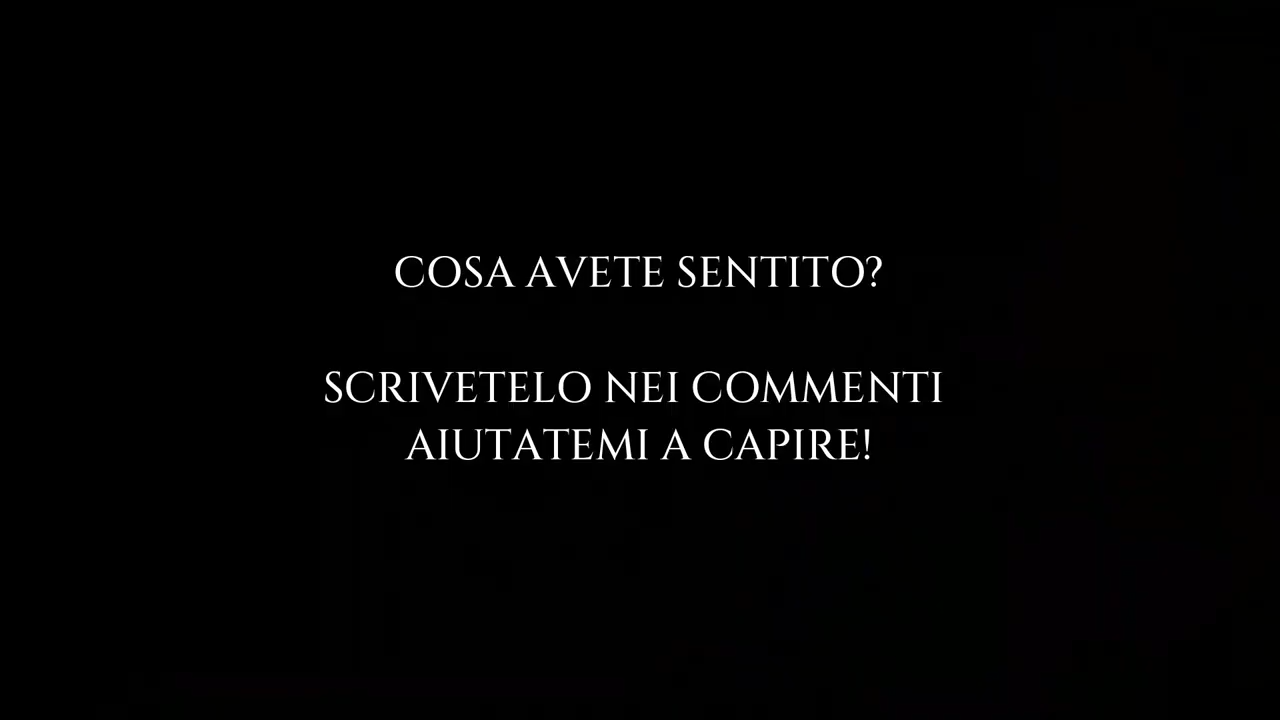 COSA AVETE SENTITO?
SCRIVETELO NEI COMMENTI
AIUTATEMI A CAPIRE!